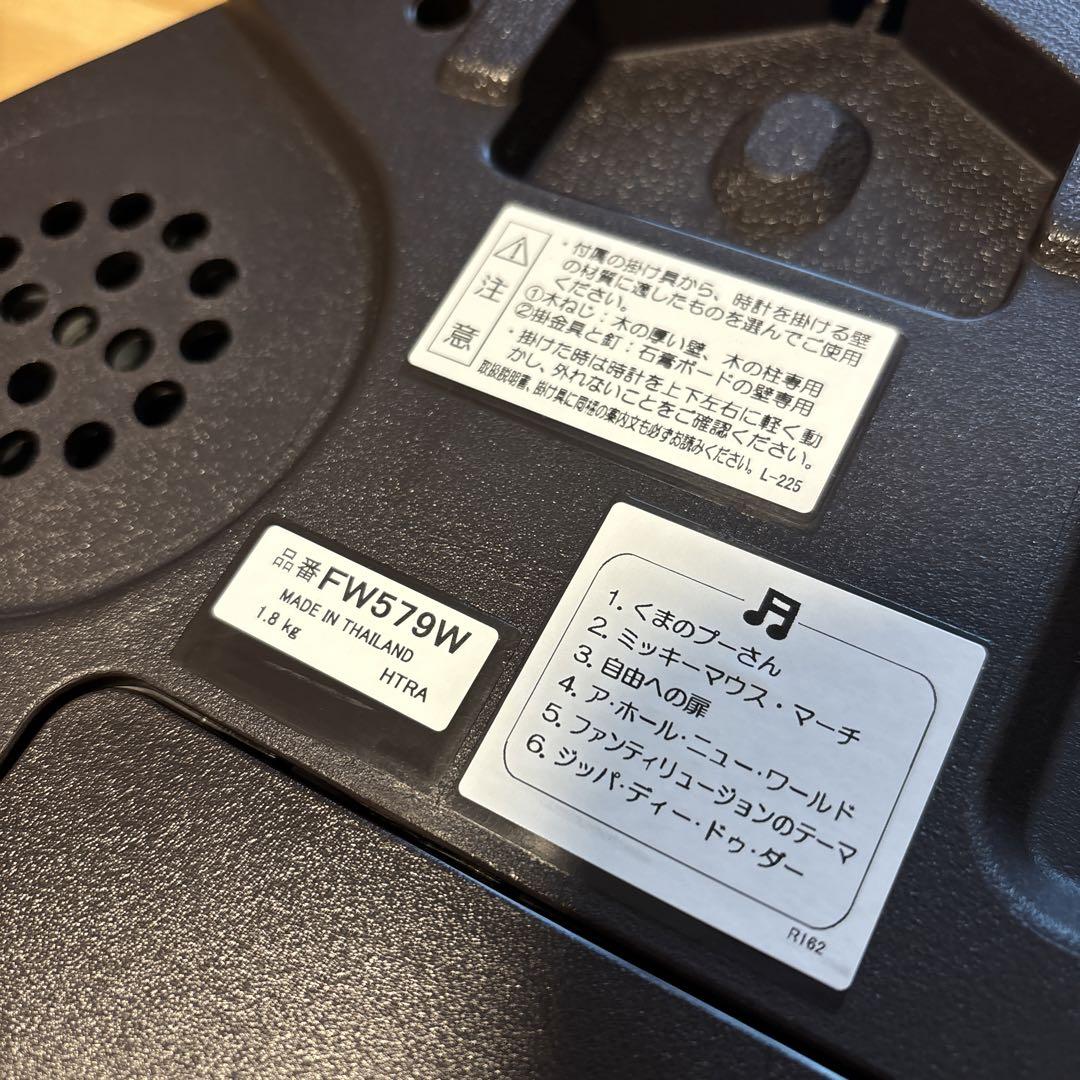 注意
・付属の掛け具から、時計を掛ける壁
の材質に適したものを選んでご使用
ください。
①木ねじ：木の厚い壁、木の柱専用
②掛金具と釘：石膏ボードの壁専用
・掛けた時は時計を上下左右に軽く動
かし、外れないことをご確認ください。
取扱説明書、掛け具に同梱の案内文も必ずお読みください。 L-225
品番FW579W
MADE IN THAILAND
1.8 kg
HTRA
1. くまのプーさん
2. ミッキーマウス・マーチ
3. 自由への扉
4. ア・ホール・ニュー・ワールド
5. ファンティリュージョンのテーマ
6. ジッパ・ディー・ドゥ・ダー
R162